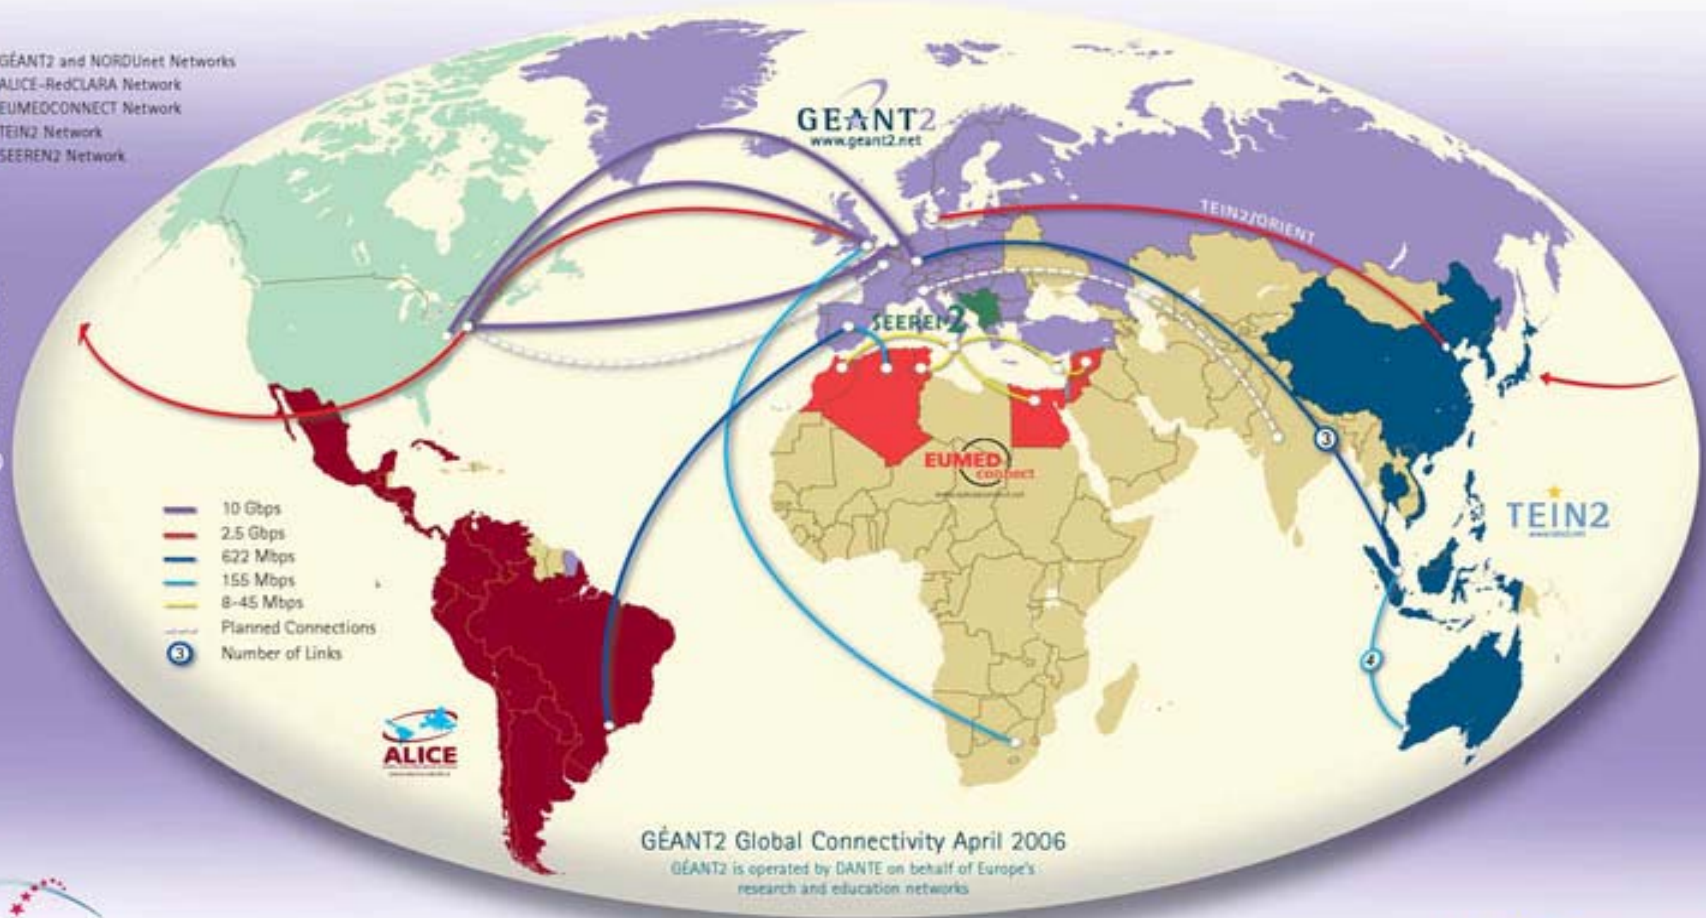 GÉANT2 and NORDUnet Networks
ALICE-RedCLARA Network
EUMEDCONNECT Network
TEIN2 Network
SEEREN2 Network
GEANT2
www.geant2.net
TEIN2/ORIENT
SEEREN2
EUMED
connect
3
TEIN2
10 Gbps
2.5 Gbps
622 Mbps
155 Mbps
8-45 Mbps
Planned Connections
3 Number of Links
4
ALICE
GÉANT2 Global Connectivity April 2006
GÉANT2 is operated by DANTE on behalf of Europe's
research and education networks